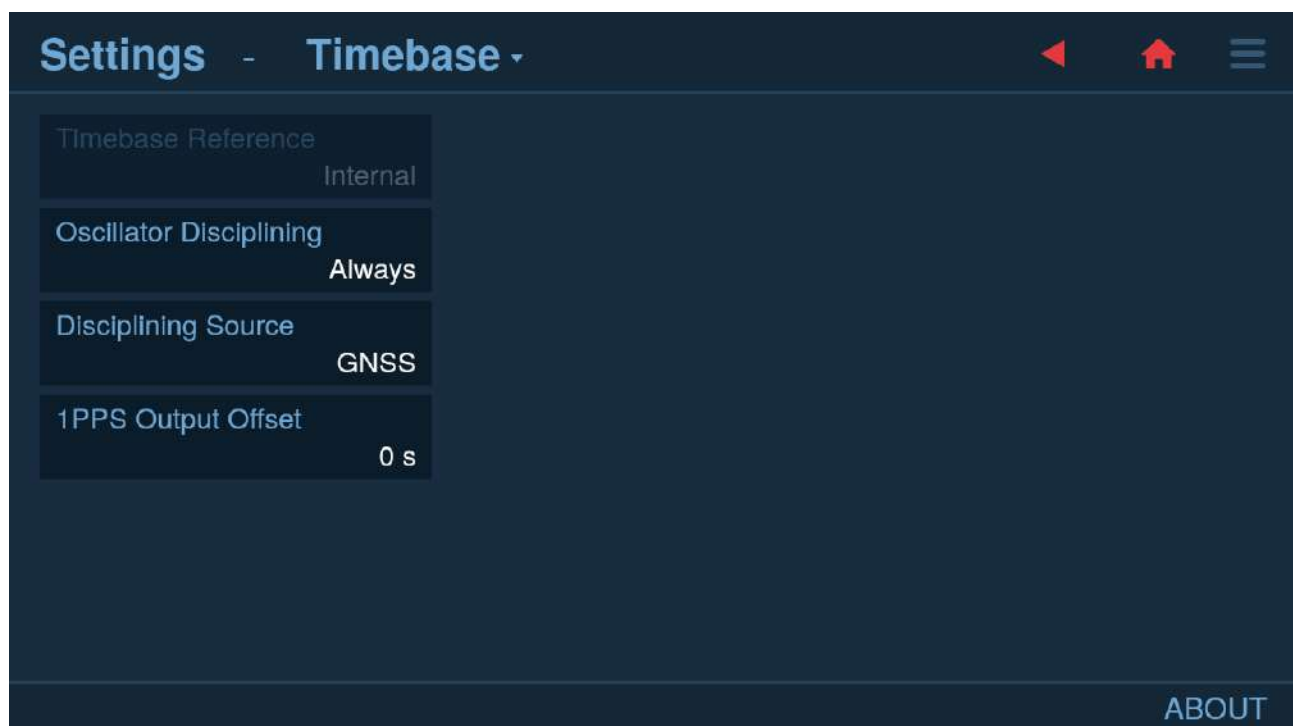 Settings - Timebase
Timebase Reference
Internal
Oscillator Disciplining
Always
Disciplining Source
GNSS
1PPS Output Offset
0 s
ABOUT